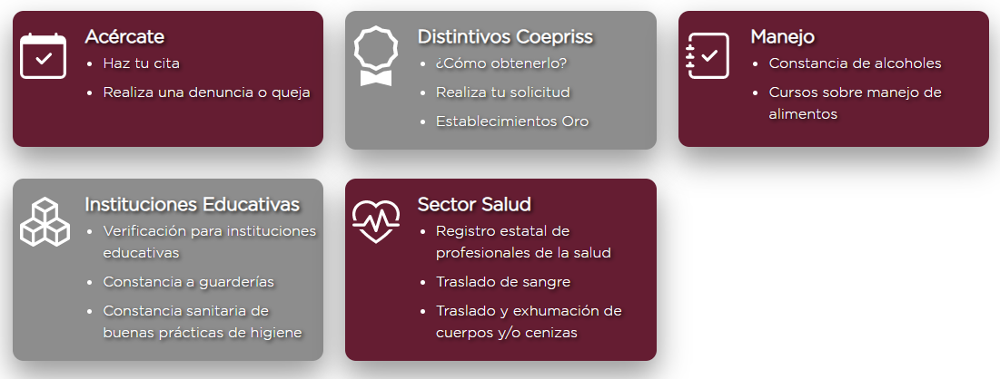 Acércate
Haz tu cita
Realiza una denuncia o queja
Distintivos Coepriss
¿Cómo obtenerlo?
Realiza tu solicitud
Establecimientos Oro
Manejo
Constancia de alcoholes
Cursos sobre manejo de
alimentos
Instituciones Educativas
Verificación para instituciones
educativas
Constancia a guarderías
Constancia sanitaria de
buenas prácticas de higiene
Sector Salud
Registro estatal de
profesionales de la salud
Traslado de sangre
Traslado y exhumación de
cuerpos y/o cenizas